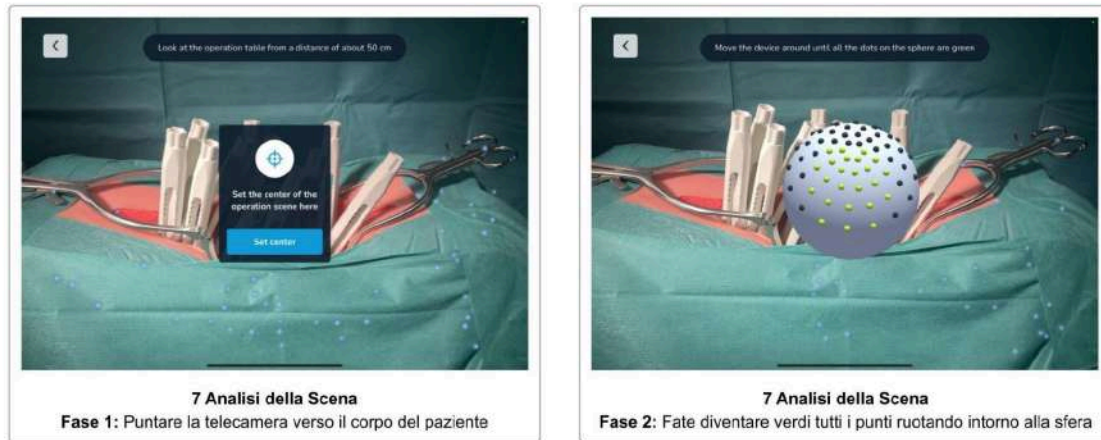 Look at the operation table from a distance of about 50 cm
Set the center of the
operation scene here
Set center
7 Analisi della Scena
Fase 1: Puntare la telecamera verso il corpo del paziente
Move the device around until all the dots on the sphere are green
7 Analisi della Scena
Fase 2: Fate diventare verdi tutti i punti ruotando intorno alla sfera